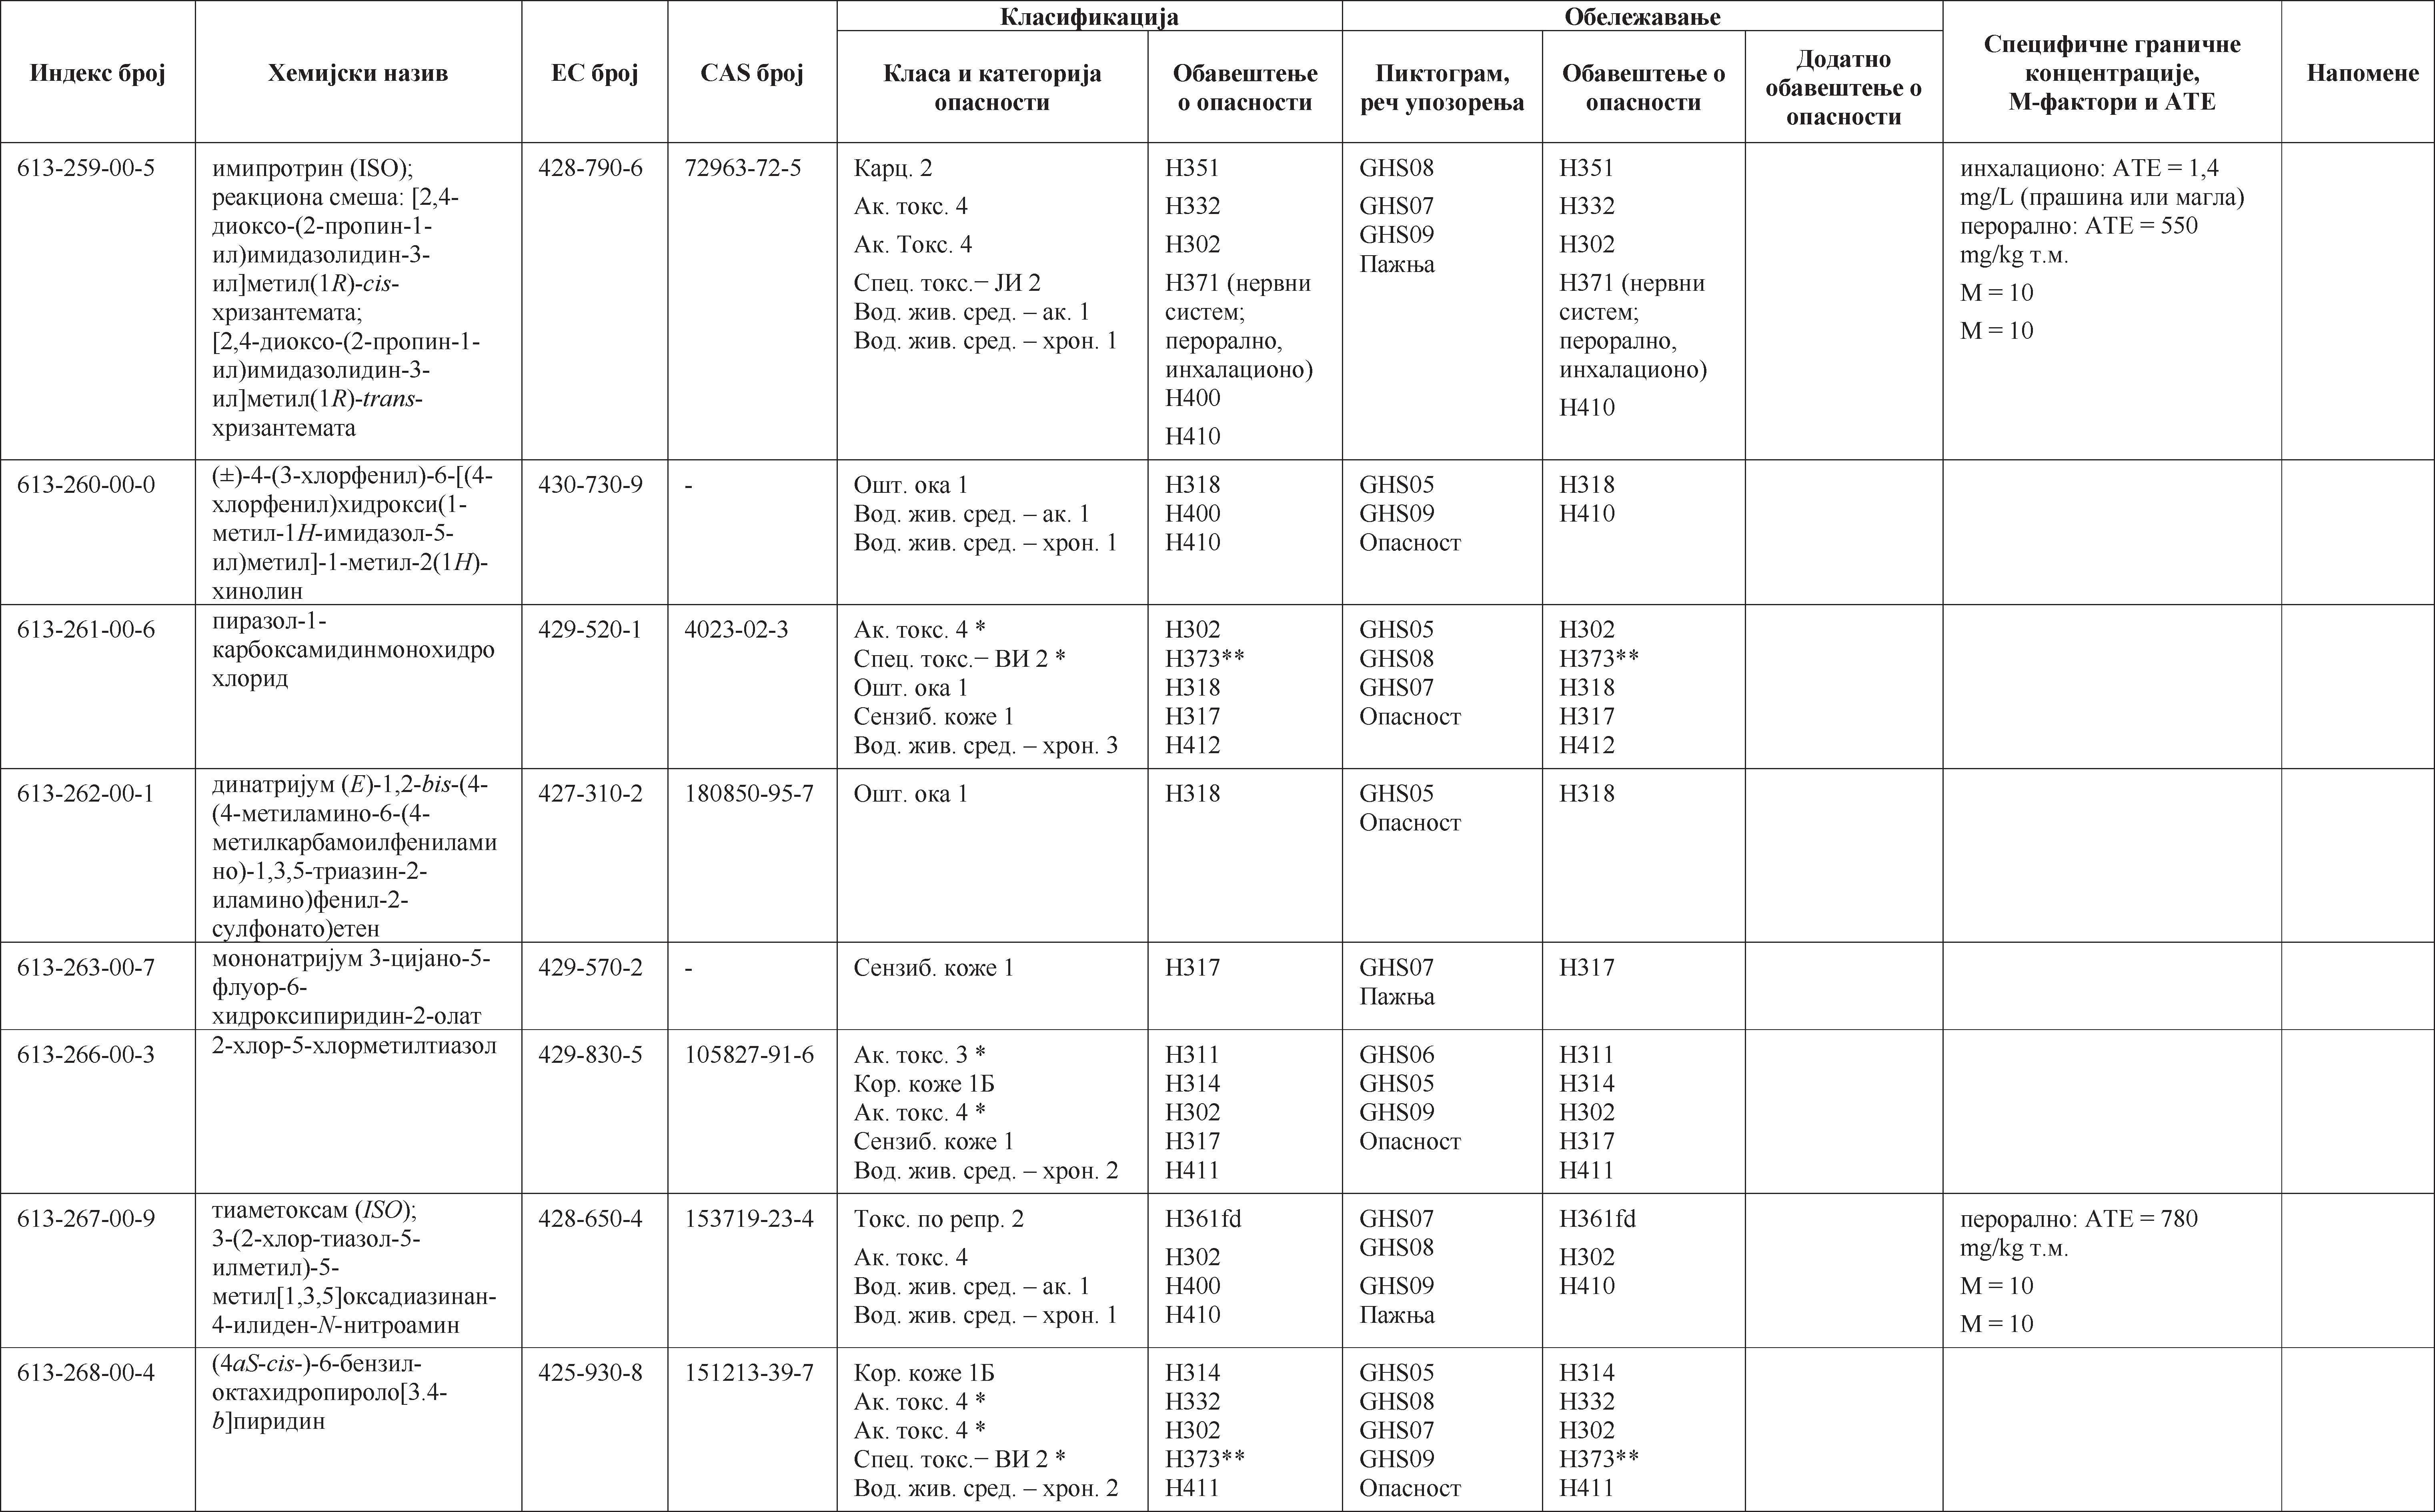 Индекс број
Хемијски назив
ЕС број
CAS број
Класификација
Обележавање
Класа и категорија
опасности
Обавештење
о опасности
Пиктограм,
реч упозорења
Обавештење о
опасности
Додатно
обавештење о
опасности
Специфичне граничне
концентрације,
М-фактори и АТЕ
Напомене
613-259-00-5
имипротрин (ISO);
реакциона смеша: [2,4-
диоксо-(2-пропин-1-
ил)имидазолидин-3-
ил]метил(1R)-cis-
хризантемата;
[2,4-диоксо-(2-пропин-1-
ил)имидазолидин-3-
ил]метил(1R)-trans-
хризантемата
428-790-6
72963-72-5
Карц. 2
Ак. токс. 4
Ак. Токс. 4
Спец. токс.− ЈИ 2
Вод. жив. сред. – ак. 1
Вод. жив. сред. – хрон. 1
H351
H332
H302
H371 (нервни
систем;
перорално,
инхалационо)
H400
H410
GHS08
GHS07
GHS09
Пажња
H351
H332
H302
H371 (нервни
систем;
перорално,
инхалационо)
H410
инхалационо: АТЕ = 1,4
mg/L (прашина или магла)
перорално: АТЕ = 550
mg/kg т.м.
М = 10
М = 10
613-260-00-0
(±)-4-(3-хлорфенил)-6-[(4-
хлорфенил)хидрокси(1-
метил-1H-имидазол-5-
ил)метил]-1-метил-2(1H)-
хинолин
430-730-9
-
Ошт. ока 1
Вод. жив. сред. – ак. 1
Вод. жив. сред. – хрон. 1
H318
H400
H410
GHS05
GHS09
Опасност
H318
H410
613-261-00-6
пиразол-1-
карбоксамидинмонохидро
хлорид
429-520-1
4023-02-3
Ак. токс. 4 *
Спец. токс.− ВИ 2 *
Ошт. ока 1
Сензиб. коже 1
Вод. жив. сред. – хрон. 3
H302
H373**
H318
H317
H412
GHS05
GHS08
GHS07
Опасност
H302
H373**
H318
H317
H412
613-262-00-1
динатријум (E)-1,2-bis-(4-
(4-метиламино-6-(4-
метилкарбамоилфенилами
но)-1,3,5-триазин-2-
иламино)фенил-2-
сулфонато)етен
427-310-2
180850-95-7
Ошт. ока 1
H318
GHS05
Опасност
H318
613-263-00-7
мононатријум 3-цијано-5-
флуор-6-
хидроксипиридин-2-олат
429-570-2
-
Сензиб. коже 1
H317
GHS07
Пажња
H317
613-266-00-3
2-хлор-5-хлорметилтиазол
429-830-5
105827-91-6
Ак. токс. 3 *
Кор. коже 1Б
Ак. токс. 4 *
Сензиб. коже 1
Вод. жив. сред. – хрон. 2
H311
H314
H302
H317
H411
GHS06
GHS05
GHS09
Опасност
H311
H314
H302
H317
H411
613-267-00-9
тиаметоксам (ISO);
3-(2-хлор-тиазол-5-
илметил)-5-
метил[1,3,5]оксадиазинан-
4-илиден-N-нитроамин
428-650-4
153719-23-4
Токс. по репр. 2
Ак. токс. 4
Вод. жив. сред. – ак. 1
Вод. жив. сред. – хрон. 1
H361fd
H302
H400
H410
GHS07
GHS08
GHS09
Пажња
H361fd
H302
H410
перорално: АТЕ = 780
mg/kg т.м.
М = 10
М = 10
613-268-00-4
(4aS-cis-)-6-бензил-
октахидропироло[3.4-
b]пиридин
425-930-8
151213-39-7
Кор. коже 1Б
Ак. токс. 4 *
Ак. токс. 4 *
Спец. токс.− ВИ 2 *
Вод. жив. сред. – хрон. 2
H314
H332
H302
H373**
H411
GHS05
GHS08
GHS07
GHS09
Опасност
H314
H332
H302
H373**
H411